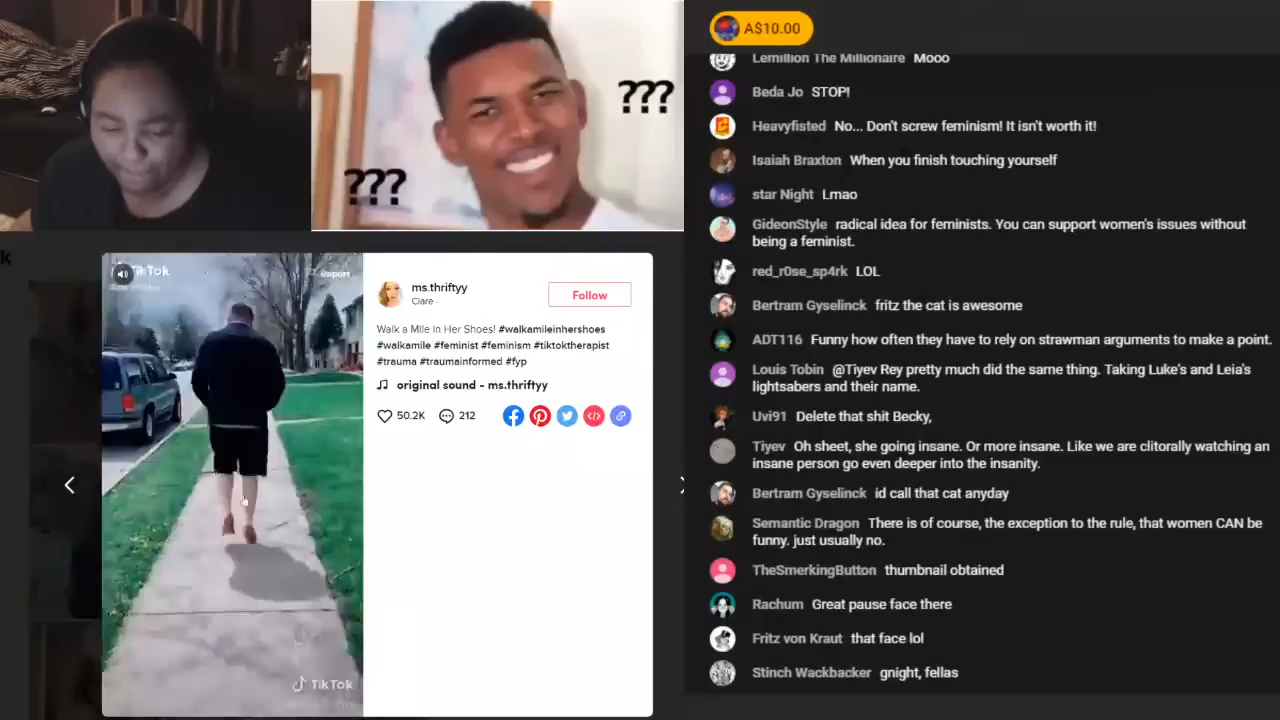 ???
???
TikTok
Report
ms.thriftyy
Clare ·
Follow
Walk a Mile in Her Shoes! #walkamileinhershoes
#walkamile #feminist #feminism #tiktoktherapist
#trauma #traumainformed #fyp
original sound - ms.thriftyy
50.2K
212
TikTok
A$10.00
Lemillion The Millionaire Mooo
Beda Jo STOP!
Heavyfisted No... Don't screw feminism! It isn't worth it!
Isaiah Braxton When you finish touching yourself
star Night Lmao
GideonStyle radical idea for feminists. You can support women's issues without
being a feminist.
red_r0se_sp4rk LOL
Bertram Gyselinck fritz the cat is awesome
ADT116 Funny how often they have to rely on strawman arguments to make a point.
Louis Tobin @Tiyev Rey pretty much did the same thing. Taking Luke's and Leia's
lightsabers and their name.
Uvi91 Delete that shit Becky,
Tiyev Oh sheet, she going insane. Or more insane. Like we are clitorally watching an
insane person go even deeper into the insanity.
Bertram Gyselinck id call that cat anyday
Semantic Dragon There is of course, the exception to the rule, that women CAN be
funny. just usually no.
TheSmerkingButton thumbnail obtained
Rachum Great pause face there
Fritz von Kraut that face lol
Stinch Wackbacker gnight, fellas